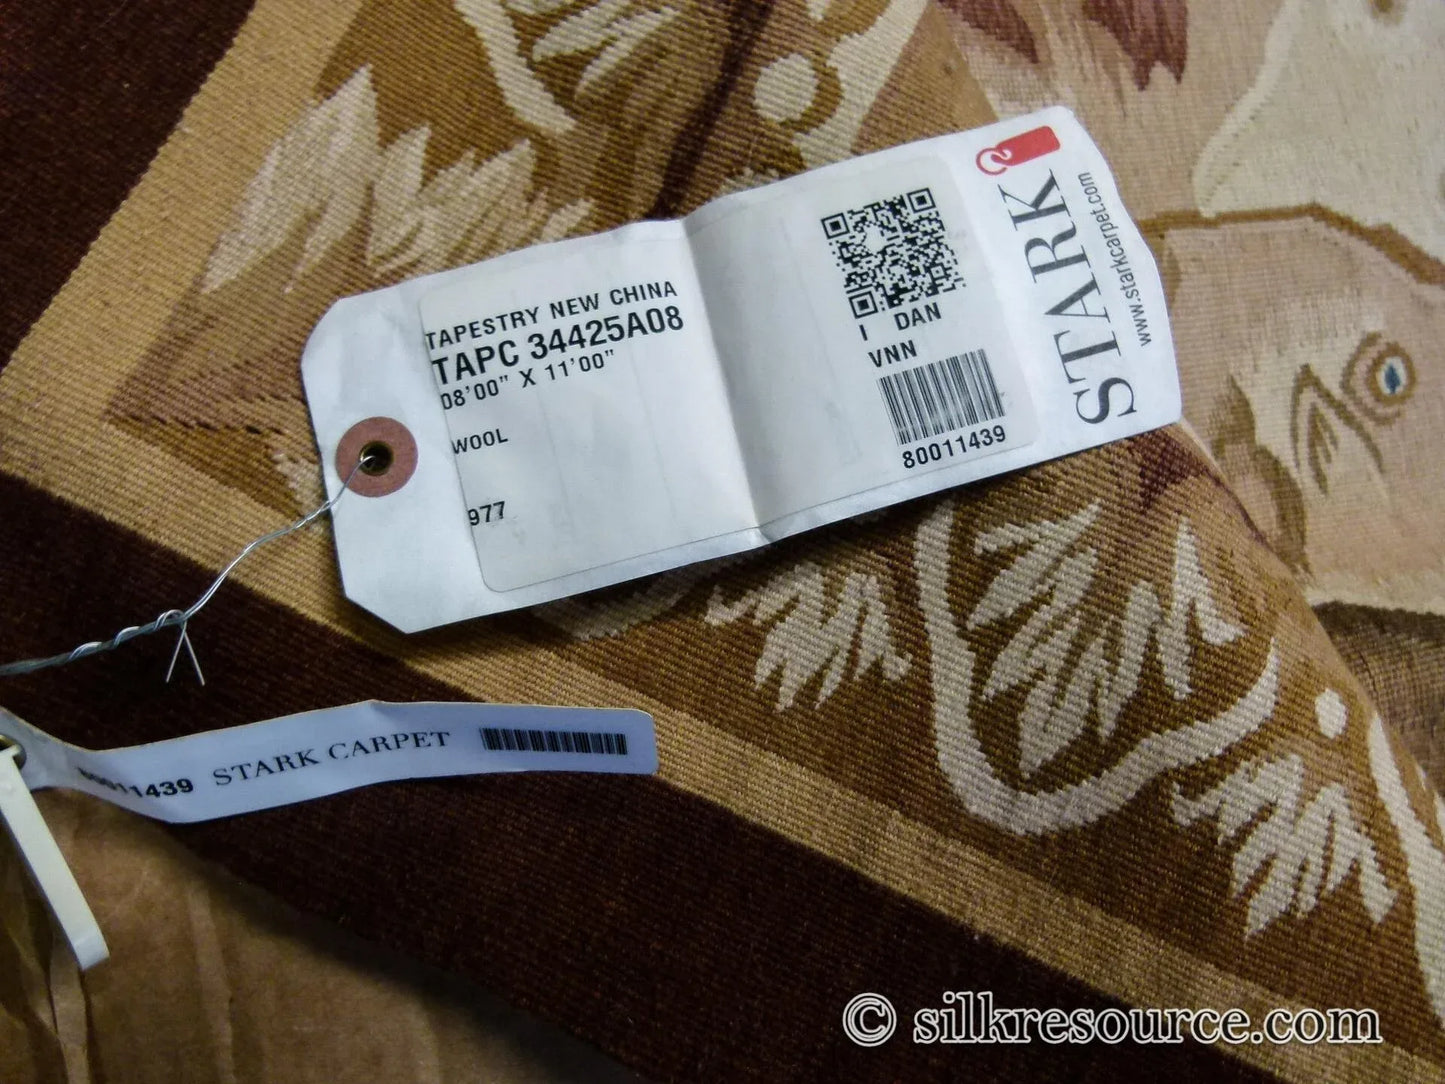 TAPESTRY NEW CHINA
TAPC 34425A08
08'00" X 11'00"
WOOL
977
I DAN
VNN
80011439
STARK
www.starkcarpet.com
80011439 STARK CARPET
© silkresource.com